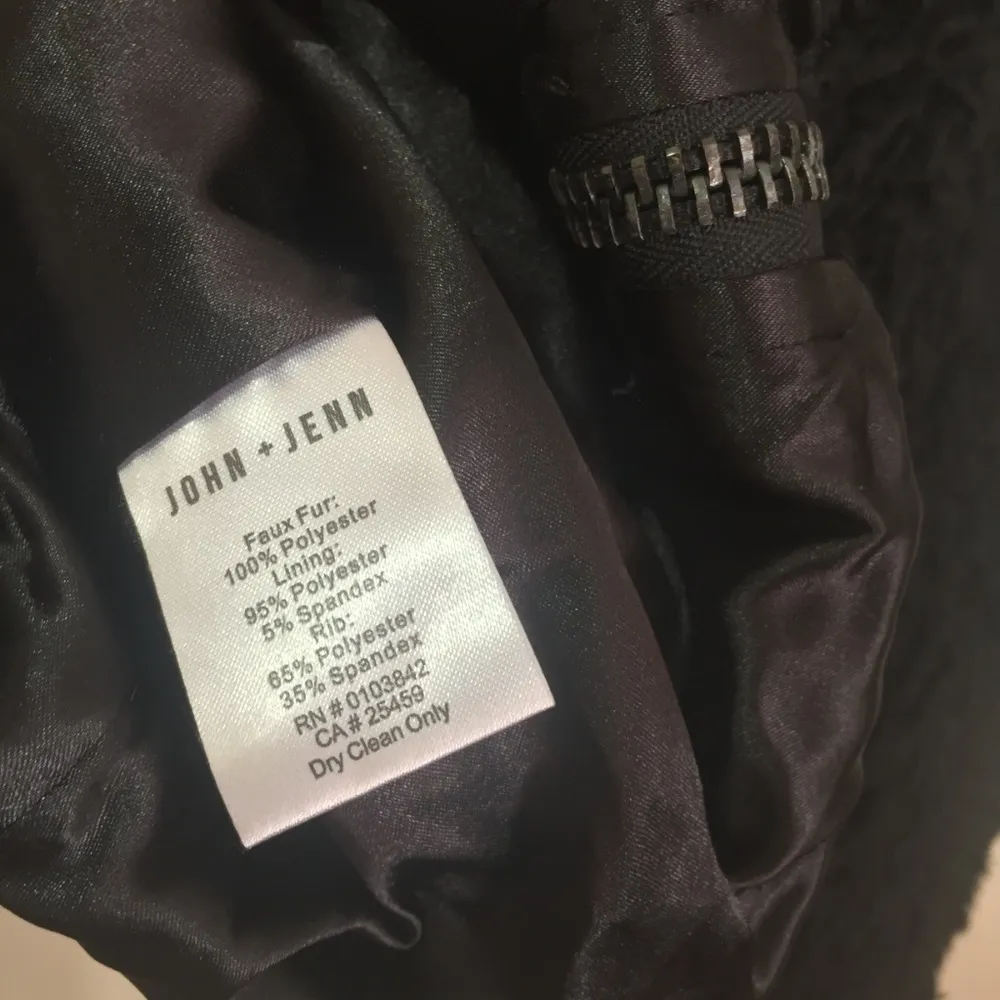 JOHN + JENN
Faux Fur:
100% Polyester
Lining:
95% Polyester
5% Spandex
Rib:
65% Polyester
35% Spandex
RN # 0103842
CA # 25459
Dry Clean Only